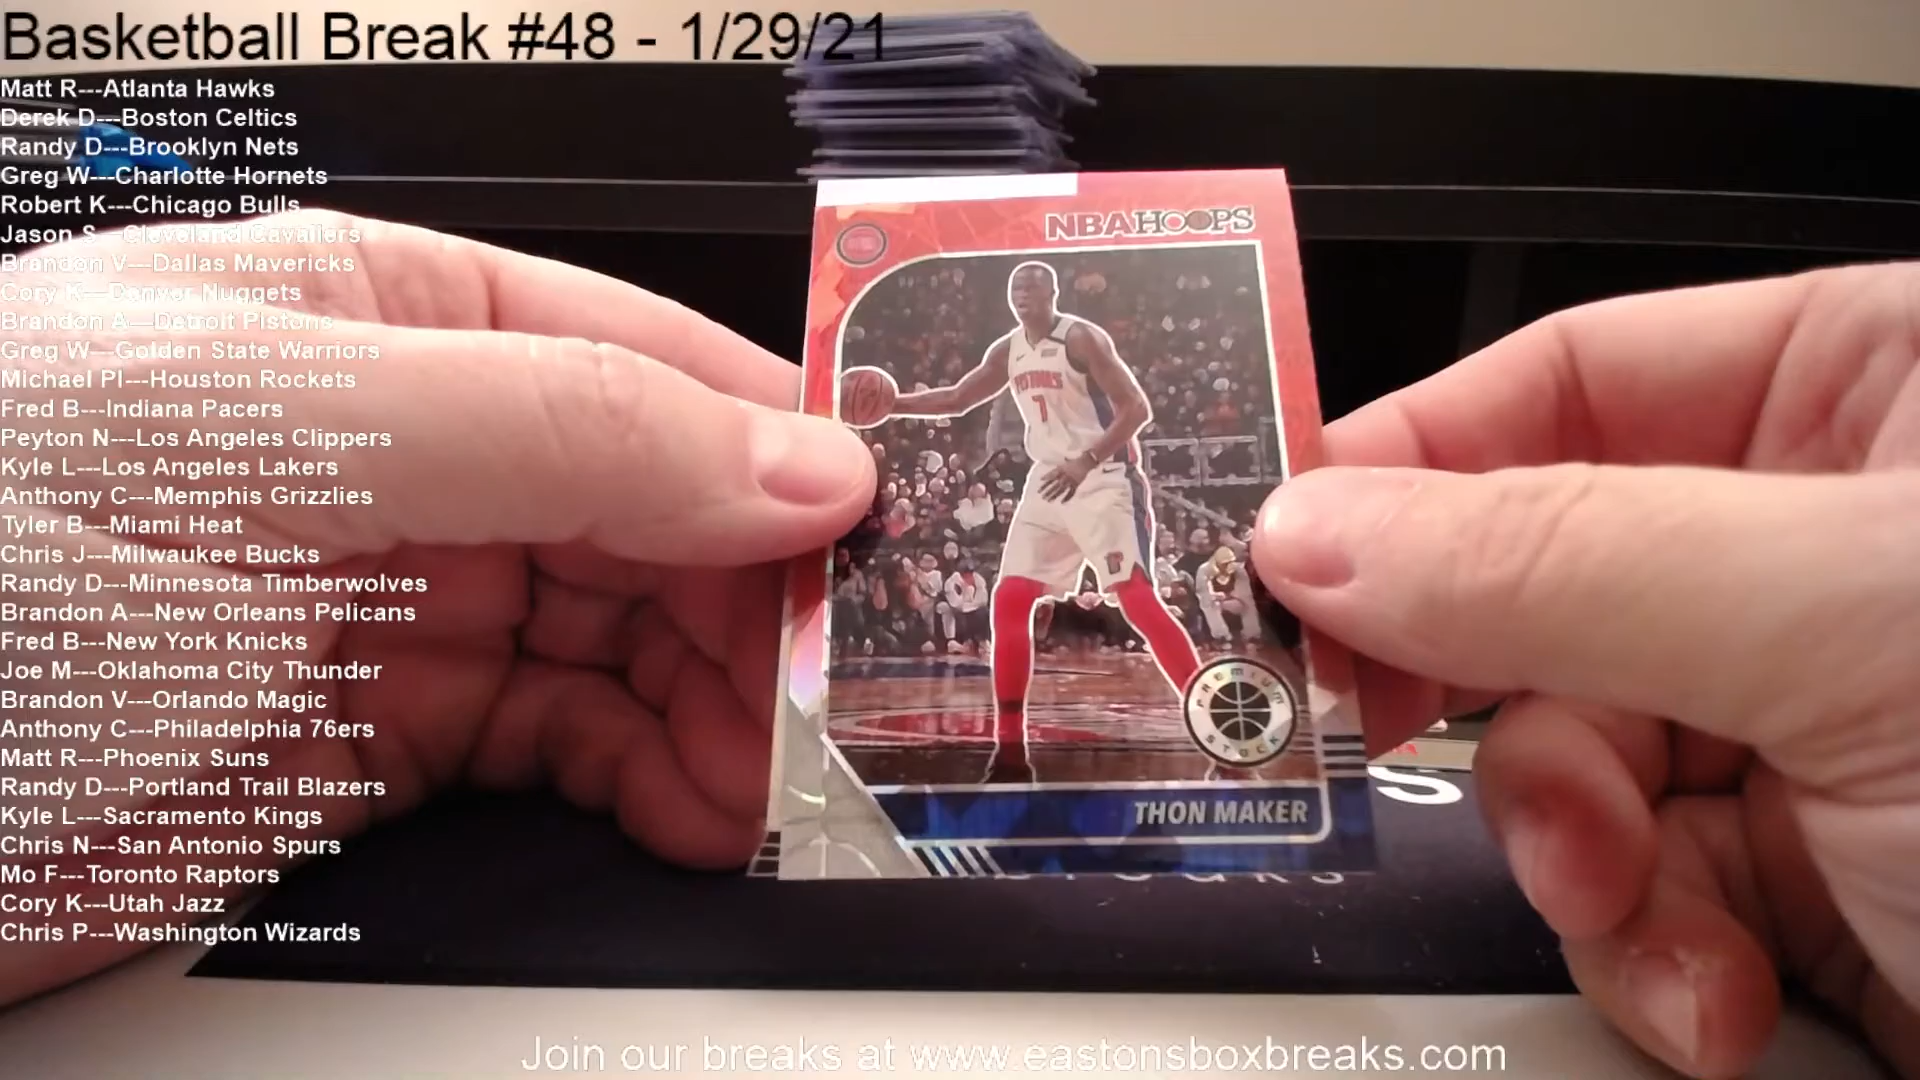 Basketball Break #48 - 1/29/21
Matt R---Atlanta Hawks
Derek D---Boston Celtics
Randy D---Brooklyn Nets
Greg W---Charlotte Hornets
Robert K---Chicago Bulls
Jason S---Cleveland Cavaliers
Brandon V---Dallas Mavericks
Cory K---Denver Nuggets
Brandon A---Detroit Pistons
Greg W---Golden State Warriors
Michael Pl---Houston Rockets
Fred B---Indiana Pacers
Peyton N---Los Angeles Clippers
Kyle L---Los Angeles Lakers
Anthony C---Memphis Grizzlies
Tyler B---Miami Heat
Chris J---Milwaukee Bucks
Randy D---Minnesota Timberwolves
Brandon A---New Orleans Pelicans
Fred B---New York Knicks
Joe M---Oklahoma City Thunder
Brandon V---Orlando Magic
Anthony C---Philadelphia 76ers
Matt R---Phoenix Suns
Randy D---Portland Trail Blazers
Kyle L---Sacramento Kings
Chris N---San Antonio Spurs
Mo F---Toronto Raptors
Cory K---Utah Jazz
Chris P---Washington Wizards
NBA HOOPS
PISTONS
7
PREMIUM
STOCK
THON MAKER
Join our breaks at www.eastonsboxbreaks.com